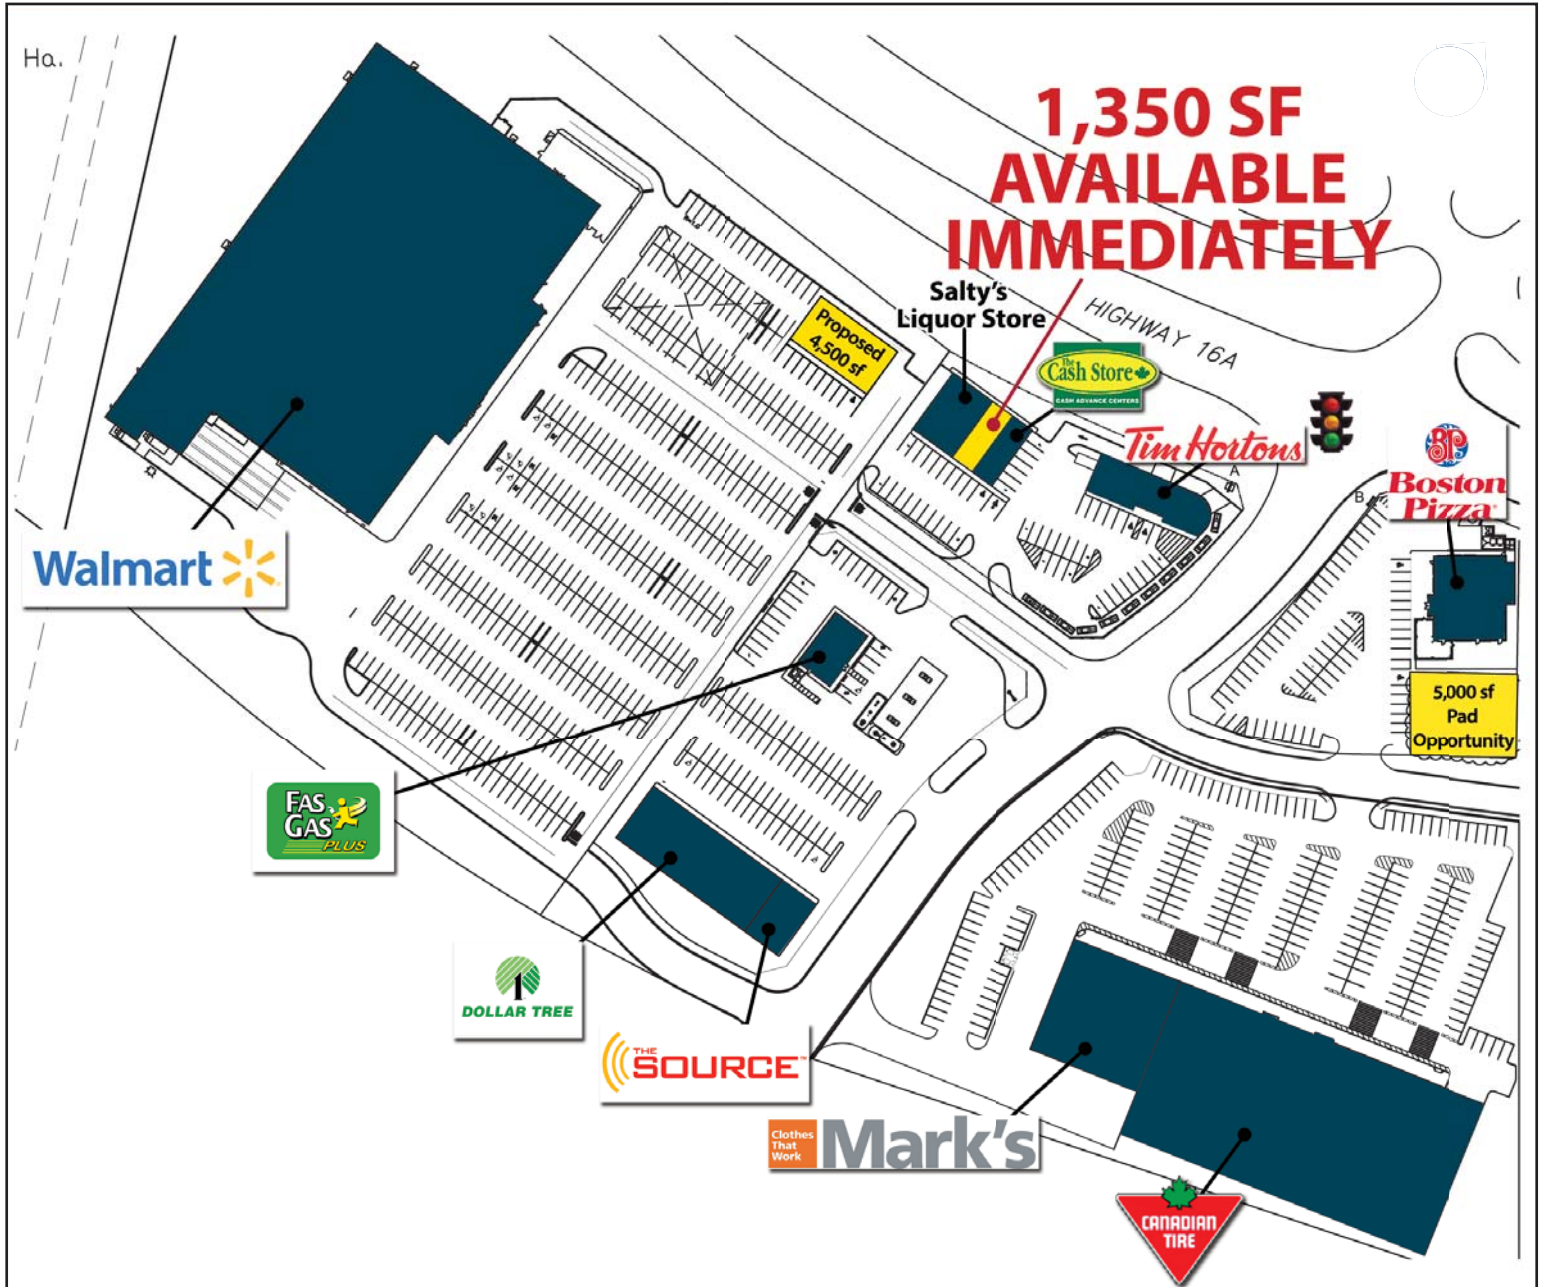 Ha.
1,350 SF
AVAILABLE
IMMEDIATELY
Salty's
Liquor Store
HIGHWAY 16A
Proposed
4,500 sf
The
Cash Store
CASH ADVANCE CENTERS
Tim Hortons
A
B
BP
Boston
Pizza
5,000 sf
Pad
Opportunity
Walmart
FAS
GAS
PLUS
1
DOLLAR TREE
THE
SOURCE™
Clothes
That
Work
Mark's
CANADIAN
TIRE